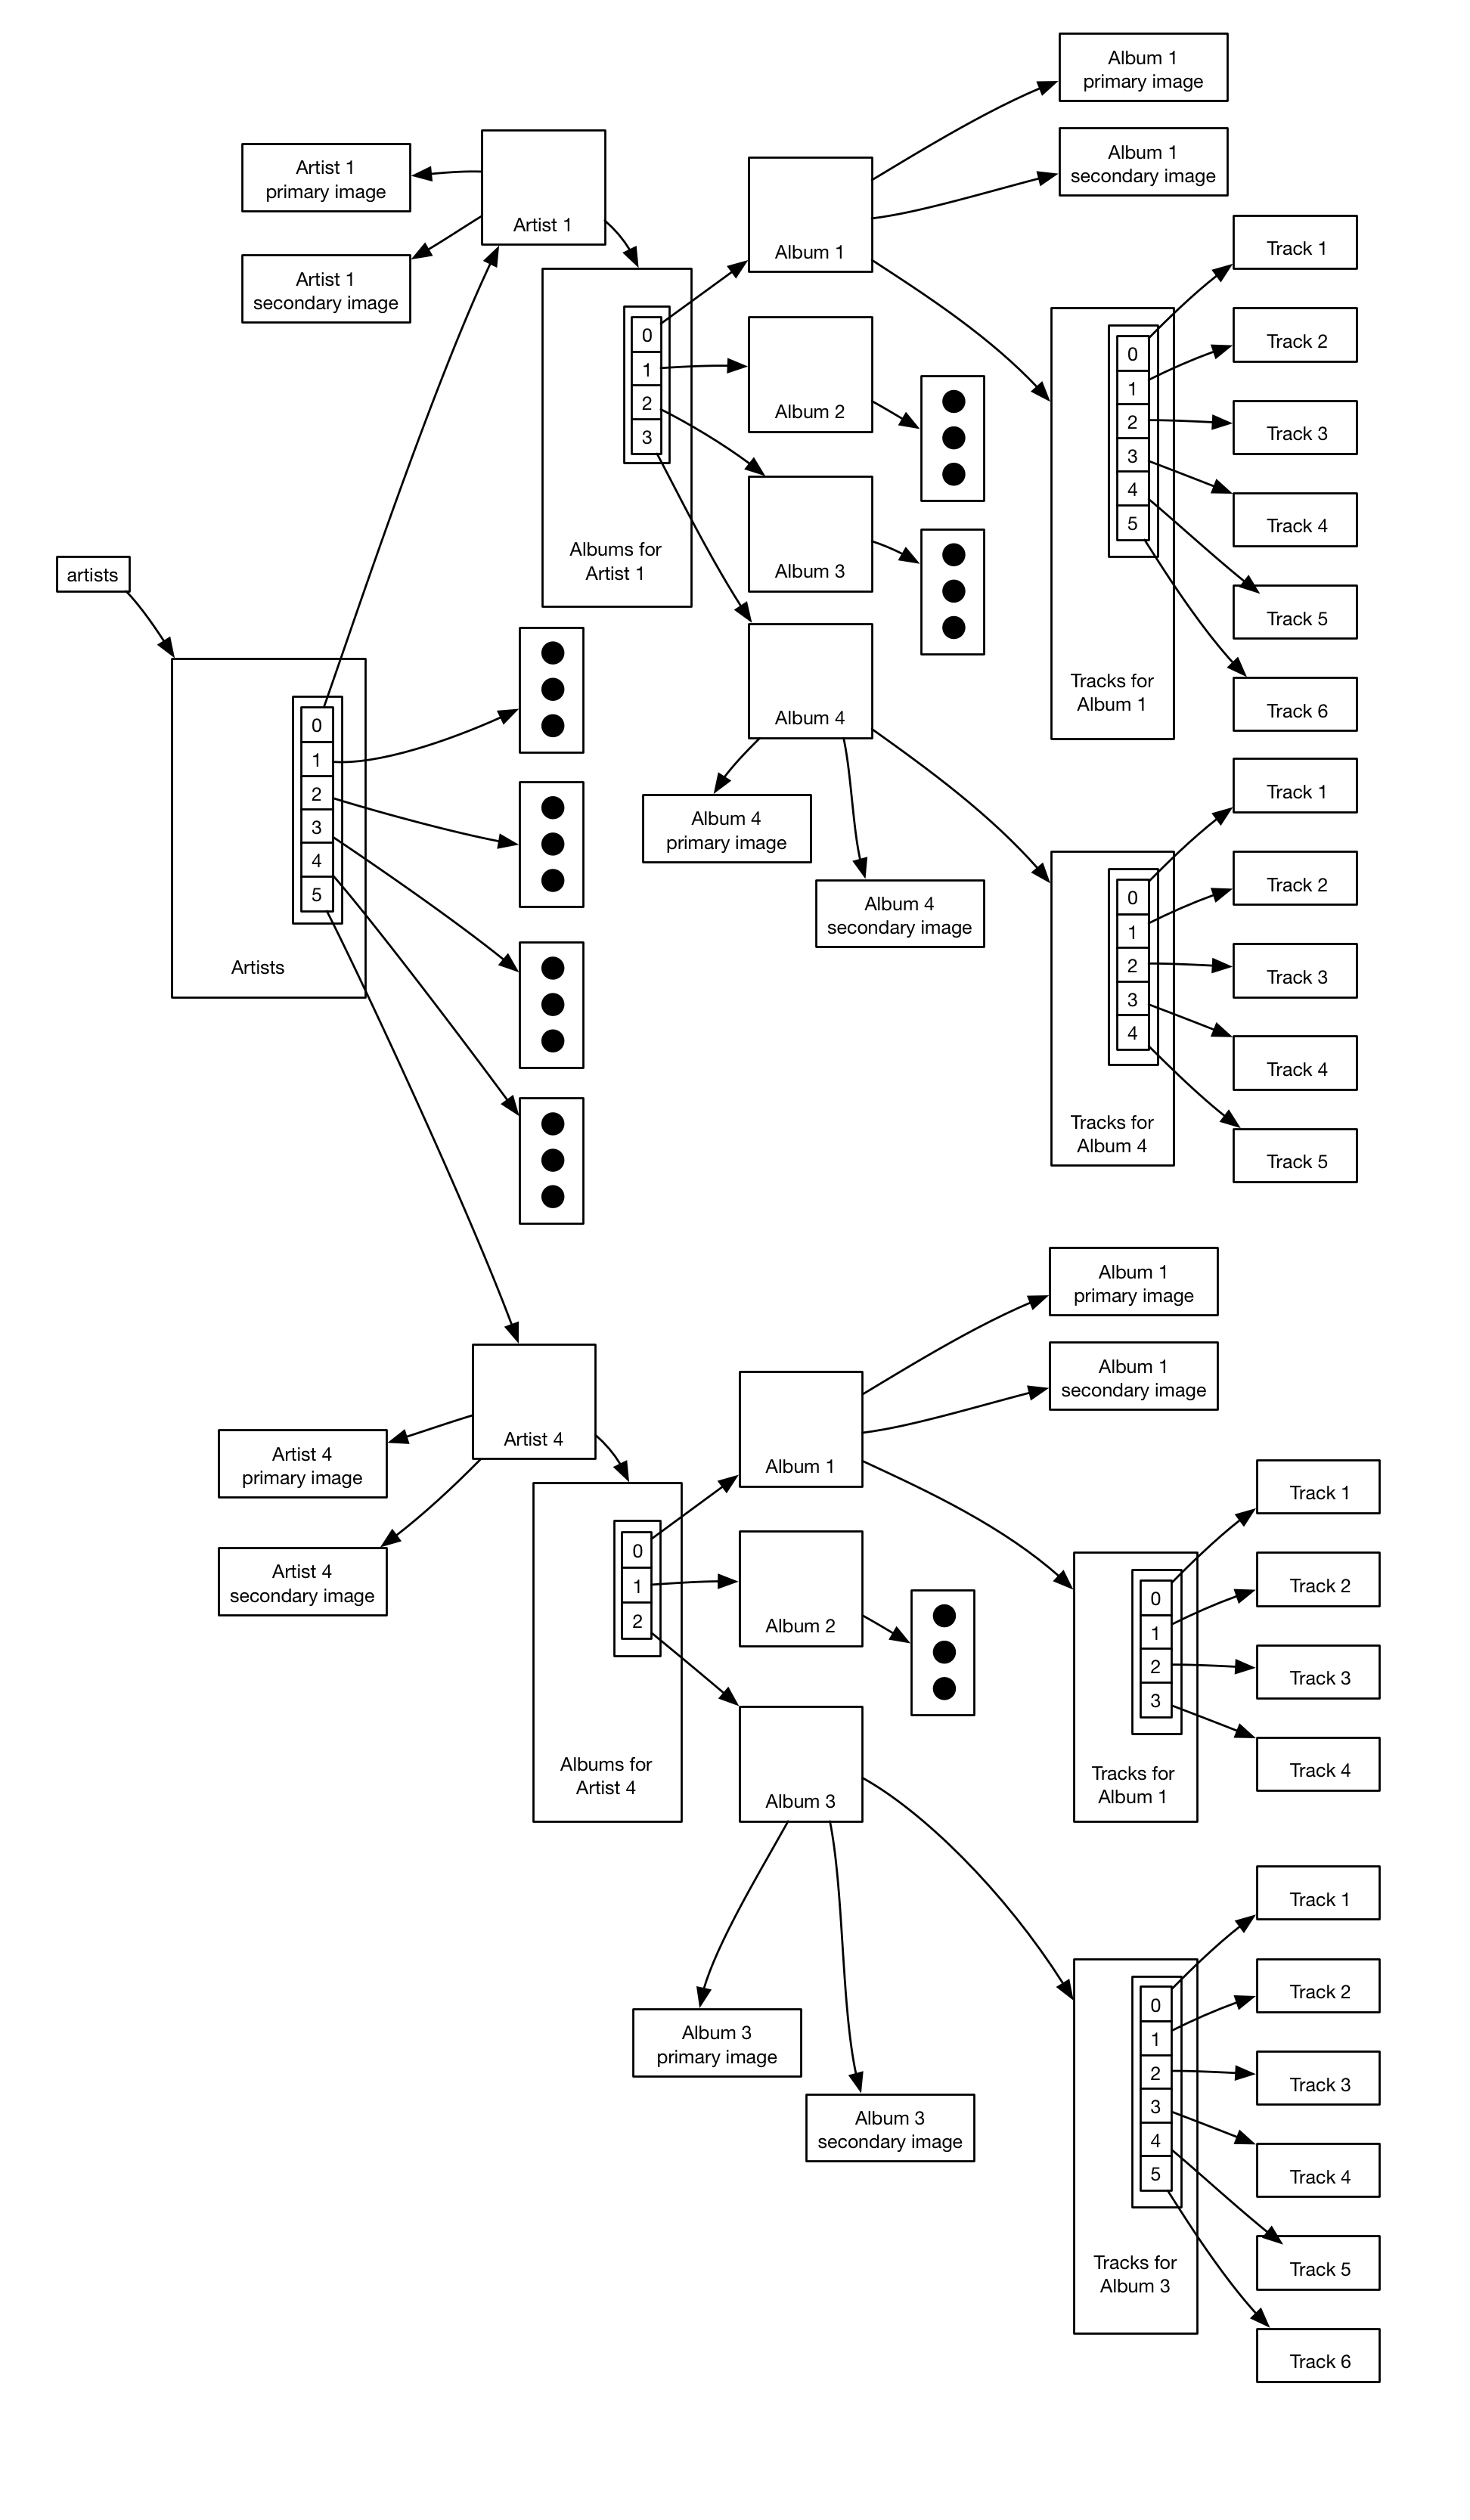 Album 1
primary image
Album 1
secondary image
Artist 1
primary image
Artist 1
secondary image
Artist 1
Album 1
Album 2
Album 3
Album 4
0
1
2
3
Albums for
Artist 1
Track 1
Track 2
Track 3
Track 4
Track 5
Track 6
0
1
2
3
4
5
Tracks for
Album 1
artists
0
1
2
3
4
5
Artists
Album 4
primary image
Album 4
secondary image
Track 1
Track 2
Track 3
Track 4
Track 5
0
1
2
3
4
Tracks for
Album 4
Album 1
primary image
Album 1
secondary image
Artist 4
Artist 4
primary image
Artist 4
secondary image
Album 1
Album 2
Album 3
0
1
2
Albums for
Artist 4
Track 1
Track 2
Track 3
Track 4
0
1
2
3
Tracks for
Album 1
Album 3
primary image
Album 3
secondary image
Track 1
Track 2
Track 3
Track 4
Track 5
Track 6
0
1
2
3
4
5
Tracks for
Album 3